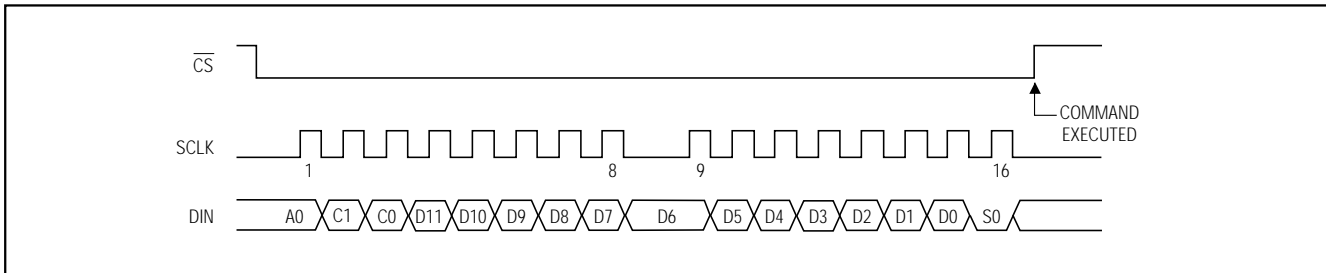 C̅S̅
COMMAND
EXECUTED
SCLK
1 8 9 16
DIN A0 C1 C0 D11 D10 D9 D8 D7 D6 D5 D4 D3 D2 D1 D0 S0